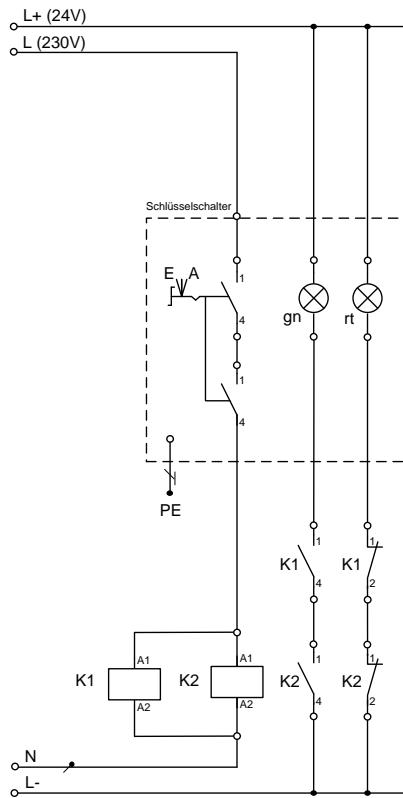 L+ (24V)
L (230V)
Schlüsselschalter
E A
1
4
gn
rt
1
4
PE
K1
1
4
K1
1
2
K1
A1
A2
K2
A1
A2
K2
1
4
K2
1
2
N
L-